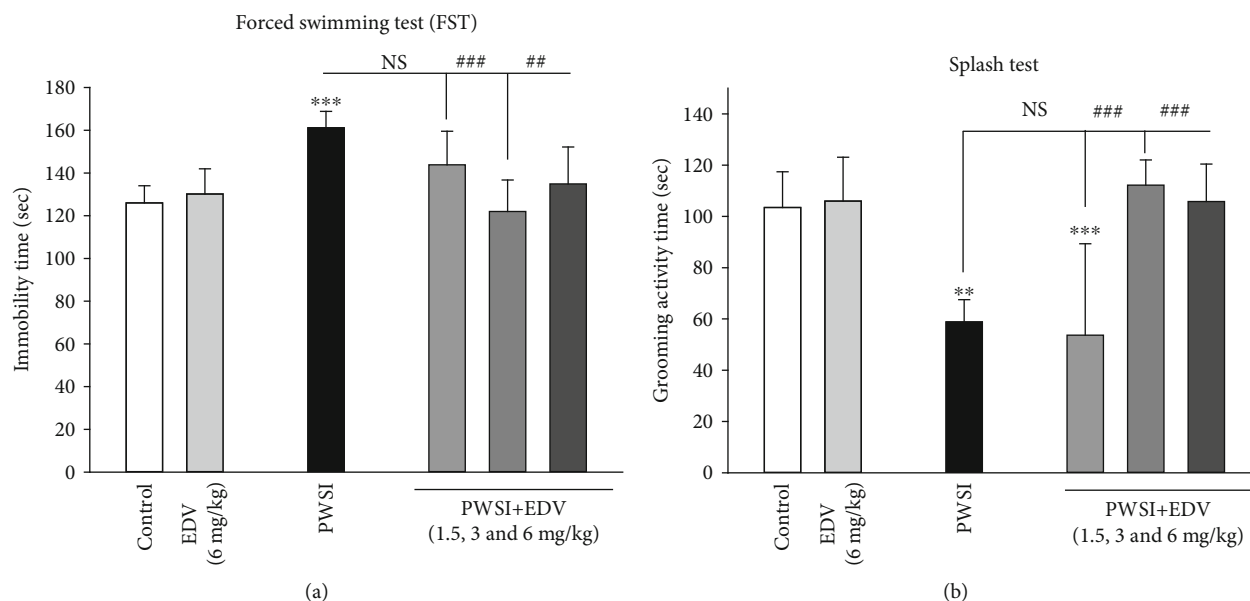 Forced swimming test (FST)
NS ### ##
***
180
160
140
120
100
80
60
40
20
0
Immobility time (sec)
Control
EDV
(6 mg/kg)
PWSI
PWSI+EDV
(1.5, 3 and 6 mg/kg)
(a)
Splash test
NS ### ###
***
**
140
120
100
80
60
40
20
0
Grooming activity time (sec)
Control
EDV
(6 mg/kg)
PWSI
PWSI+EDV
(1.5, 3 and 6 mg/kg)
(b)